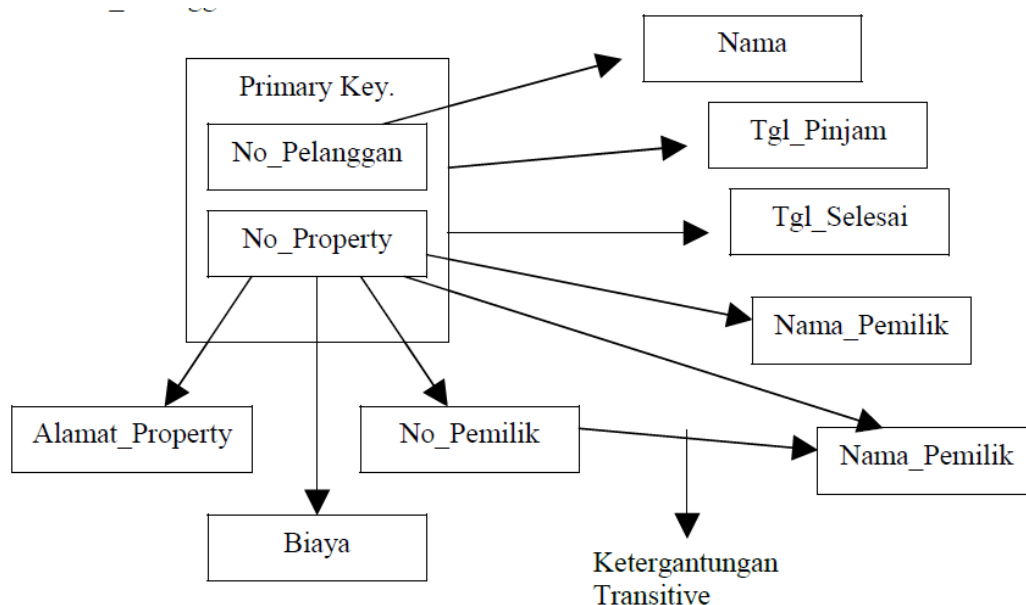 Nama
Primary Key.
No_Pelanggan
Tgl_Pinjam
Tgl_Selesai
No_Property
Nama_Pemilik
Alamat_Property
No_Pemilik
Nama_Pemilik
Biaya
Ketergantungan
Transitive